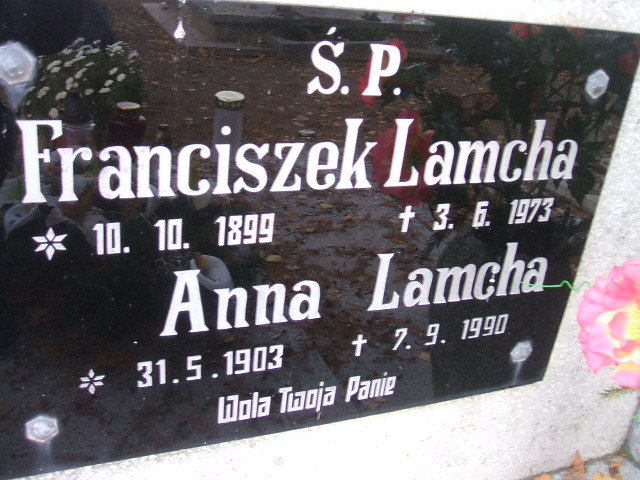 Ś. P.
Franciszek Lamcha
* 10. 10. 1899 † 3. 6. 1973
Anna Lamcha
* 31. 5. 1903 † 7. 9. 1990
Wola Twoja Panie